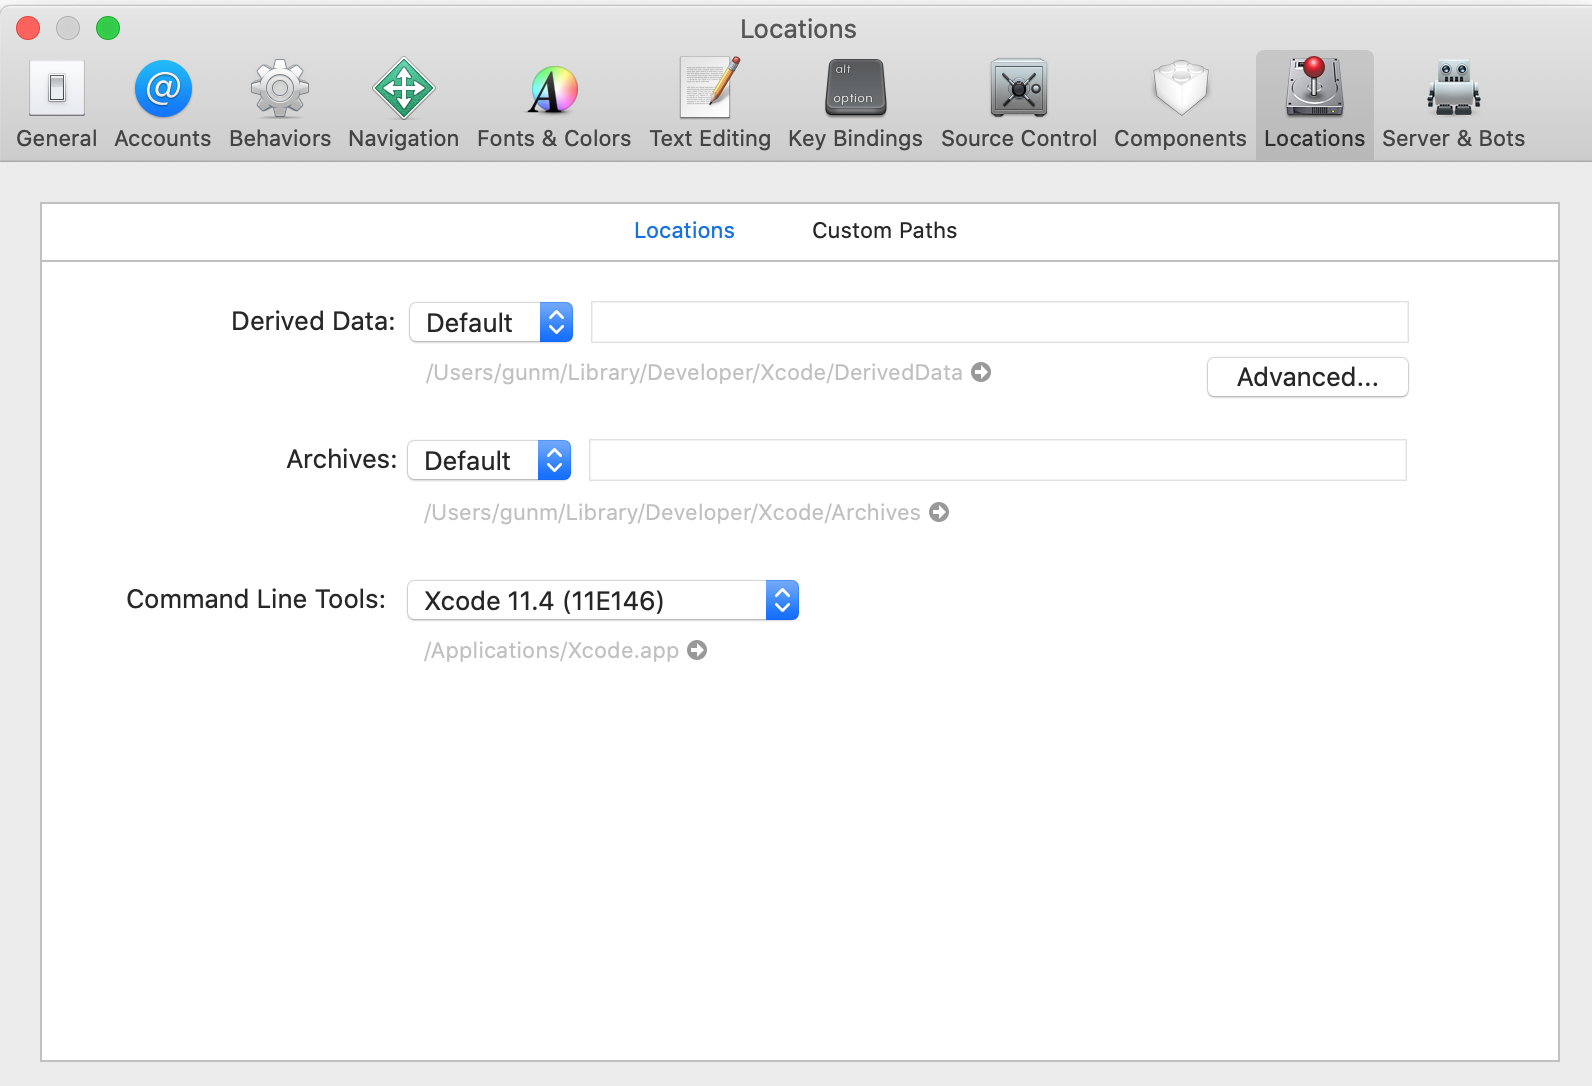 Locations
alt
option
General Accounts Behaviors Navigation Fonts & Colors Text Editing Key Bindings Source Control Components Locations Server & Bots
Locations Custom Paths
Derived Data: Default
/Users/gunm/Library/Developer/Xcode/DerivedData
Advanced...
Archives: Default
/Users/gunm/Library/Developer/Xcode/Archives
Command Line Tools: Xcode 11.4 (11E146)
/Applications/Xcode.app